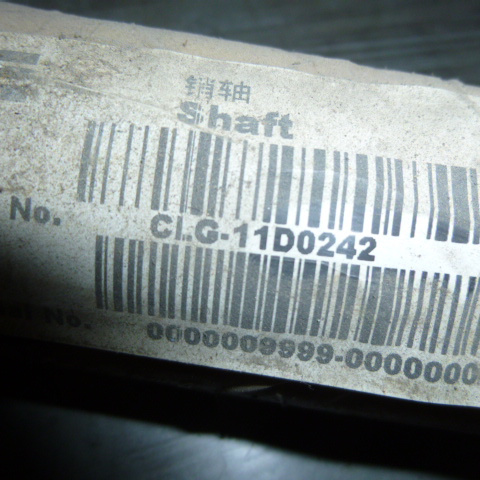 销轴
Shaft
No. CLG-11D0242
No. 0000009999-0000000